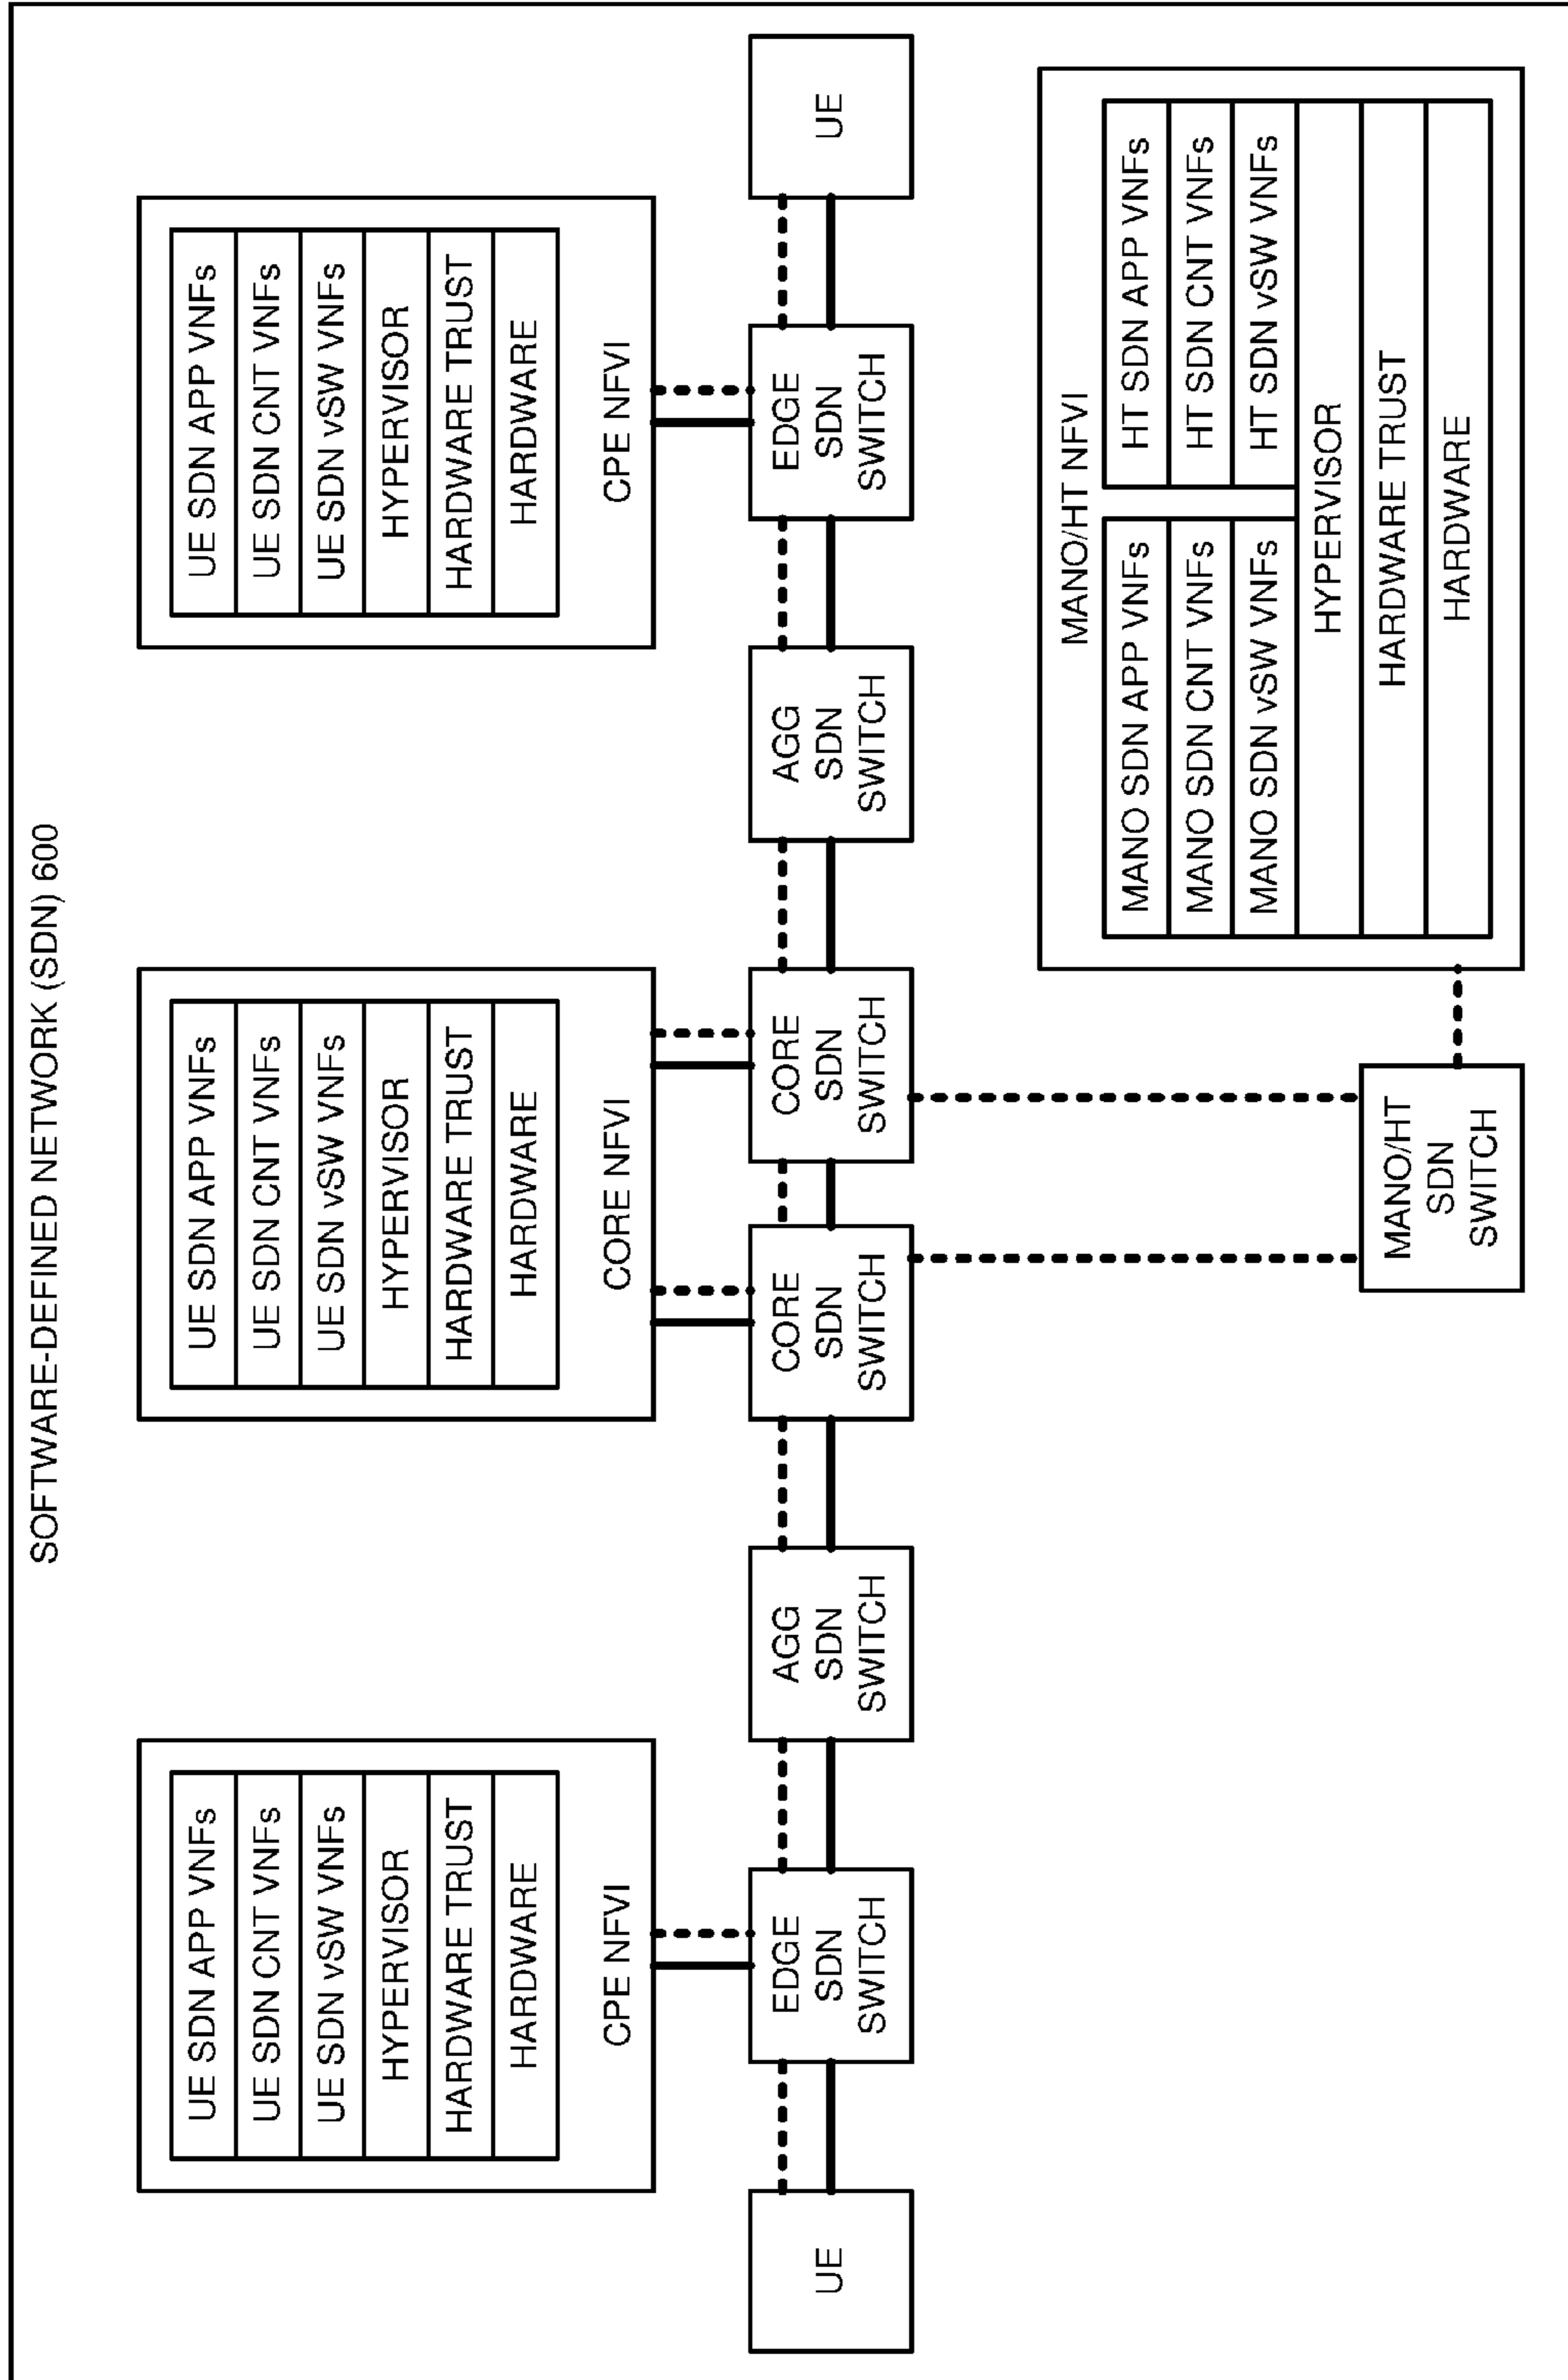 SOFTWARE-DEFINED NETWORK (SDN) 600
UE SDN APP VNFs
UE SDN CNT VNFs
UE SDN vSW VNFs
HYPERVISOR
HARDWARE TRUST
HARDWARE
CPE NFVI
UE SDN APP VNFs
UE SDN CNT VNFs
UE SDN vSW VNFs
HYPERVISOR
HARDWARE TRUST
HARDWARE
CORE NFVI
UE SDN APP VNFs
UE SDN CNT VNFs
UE SDN vSW VNFs
HYPERVISOR
HARDWARE TRUST
HARDWARE
CPE NFVI
UE
EDGE
SDN
SWITCH
AGG
SDN
SWITCH
CORE
SDN
SWITCH
CORE
SDN
SWITCH
AGG
SDN
SWITCH
EDGE
SDN
SWITCH
UE
MANO/HT
SDN
SWITCH
MANO/HT NFVI
MANO SDN APP VNFs
HT SDN APP VNFs
MANO SDN CNT VNFs
HT SDN CNT VNFs
MANO SDN vSW VNFs
HT SDN vSW VNFs
HYPERVISOR
HARDWARE TRUST
HARDWARE